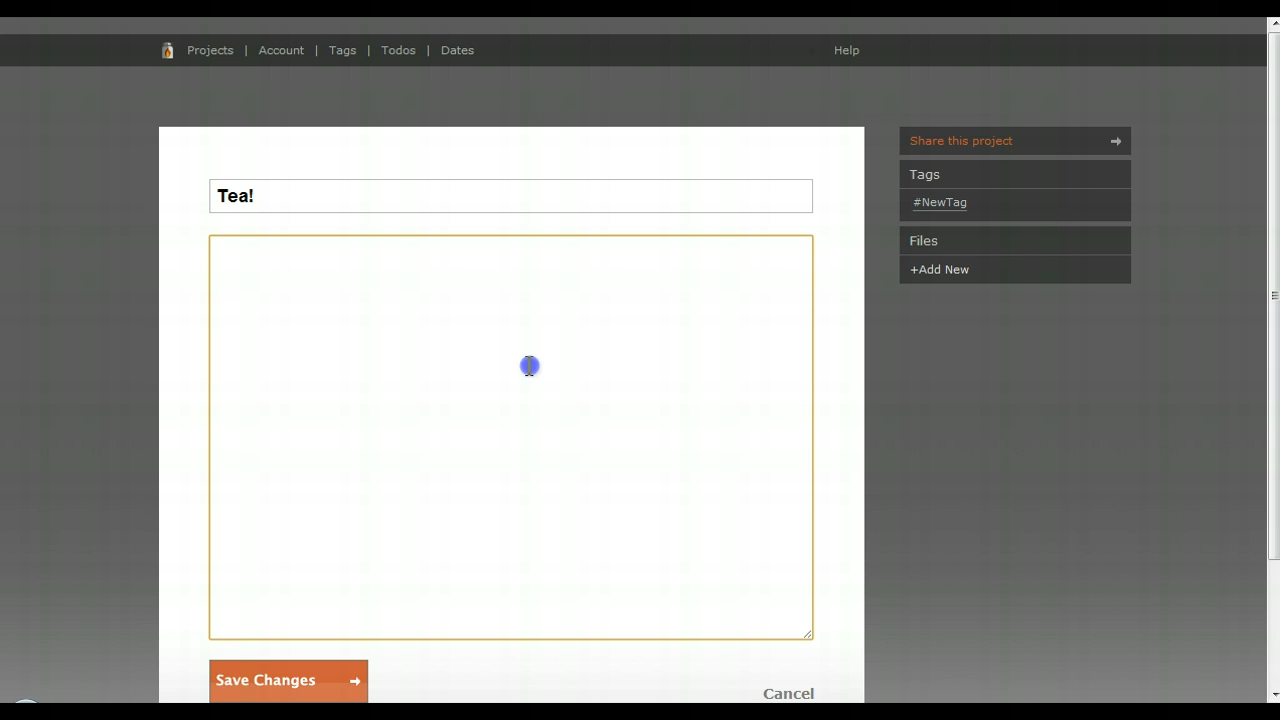 Projects | Account | Tags | Todos | Dates Help
Share this project
Tea!
Tags
#NewTag
Files
+Add New
Save Changes
Cancel